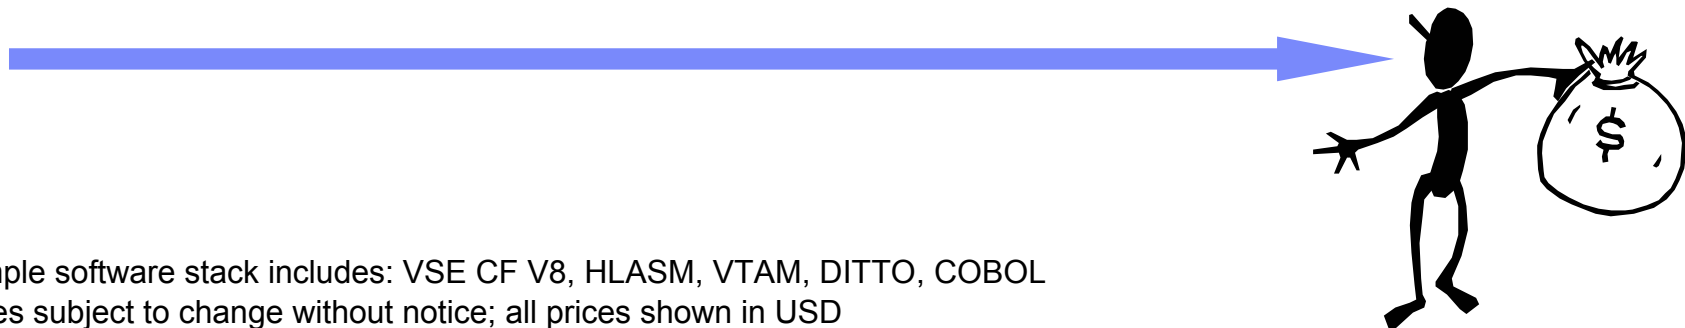 $
ple software stack includes: VSE CF V8, HLASM, VTAM, DITTO, COBOL
es subject to change without notice; all prices shown in USD